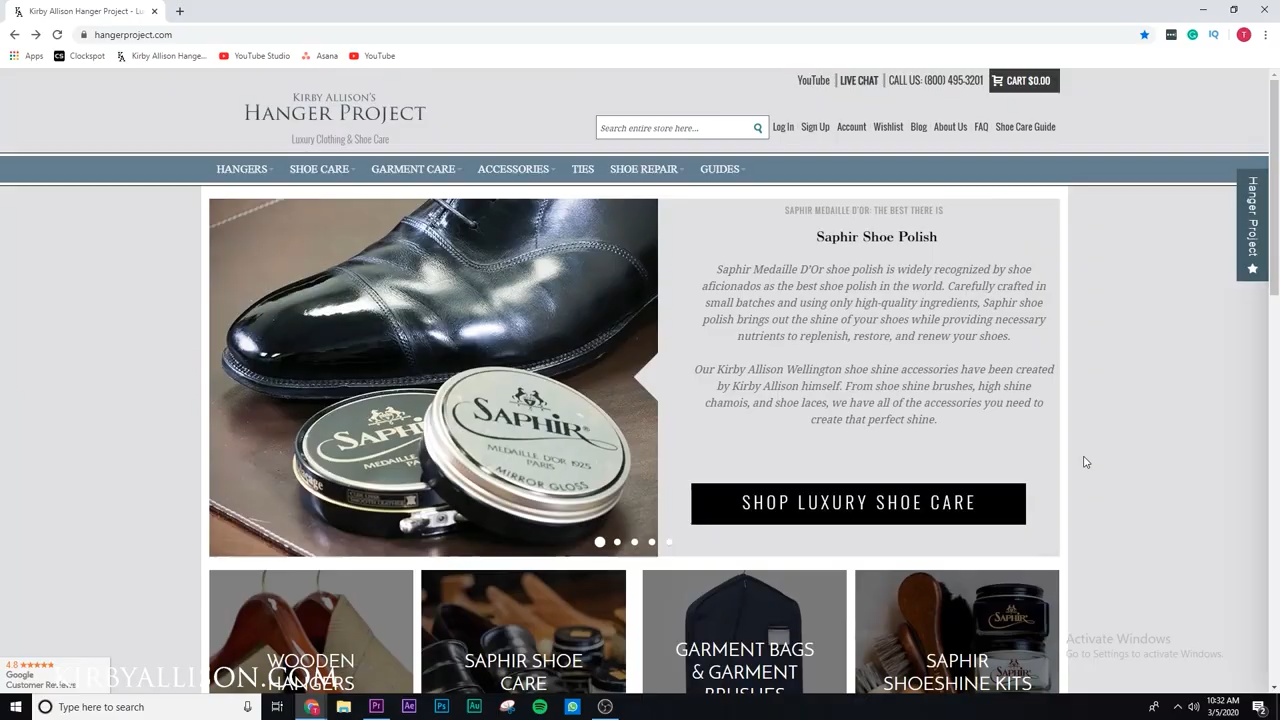 Kirby Allison Hanger Project - Lu
hangerproject.com
Apps
Clockspot
Kirby Allison Hange...
YouTube Studio
Asana
YouTube
YouTube
LIVE CHAT
CALL US: (800) 495-3201
CART $0.00
KIRBY ALLISON'S
HANGER PROJECT
Luxury Clothing & Shoe Care
Search entire store here...
Log In
Sign Up
Account
Wishlist
Blog
About Us
FAQ
Shoe Care Guide
HANGERS
SHOE CARE
GARMENT CARE
ACCESSORIES
TIES
SHOE REPAIR
GUIDES
Hanger Project
SAPHIR MEDAILLE D'OR: THE BEST THERE IS
Saphir Shoe Polish
Saphir Medaille D'Or shoe polish is widely recognized by shoe
aficionados as the best shoe polish in the world. Carefully crafted in
small batches and using only high-quality ingredients, Saphir shoe
polish brings out the shine of your shoes while providing necessary
nutrients to replenish, restore, and renew your shoes.
Our Kirby Allison Wellington shoe shine accessories have been created
by Kirby Allison himself. From shoe shine brushes, high shine
chamois, and shoe laces, we have all of the accessories you need to
create that perfect shine.
SHOP LUXURY SHOE CARE
SAPHIR
MEDAILLE
SAPHIR
MEDAILLE D'OR 1925
PARIS
MIRROR GLOSS
WOODEN
HANGERS
SAPHIR SHOE
CARE
GARMENT BAGS
& GARMENT
BRUSHES
SAPHIR
SAPHIR
SHOESHINE KITS
4.8
Google
Customer Reviews
KIRBYALLISON.COM
Activate Windows
Go to Settings to activate Windows.
Type here to search
10:32 AM
3/5/2020